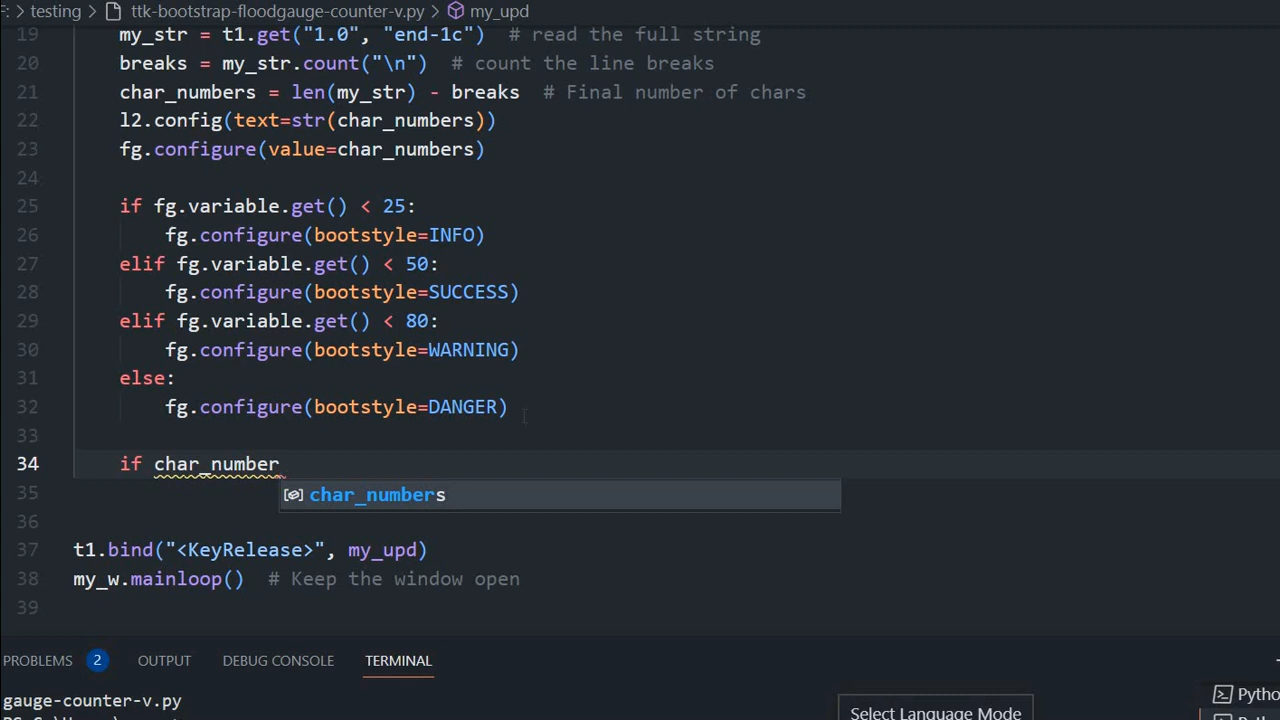 F: > testing > ttk-bootstrap-floodgauge-counter-v.py > my_upd
19 my_str = t1.get("1.0", "end-1c")  # read the full string
20 breaks = my_str.count("\n")  # count the line breaks
21 char_numbers = len(my_str) - breaks  # Final number of chars
22 l2.config(text=str(char_numbers))
23 fg.configure(value=char_numbers)
24
25 if fg.variable.get() < 25:
26 fg.configure(bootstyle=INFO)
27 elif fg.variable.get() < 50:
28 fg.configure(bootstyle=SUCCESS)
29 elif fg.variable.get() < 80:
30 fg.configure(bootstyle=WARNING)
31 else:
32 fg.configure(bootstyle=DANGER)
33
34 if char_number
35 char_numbers
36
37 t1.bind("<KeyRelease>", my_upd)
38 my_w.mainloop()  # Keep the window open
39
PROBLEMS 2 OUTPUT DEBUG CONSOLE TERMINAL
gauge-counter-v.py
Pytho
Select Language Mode